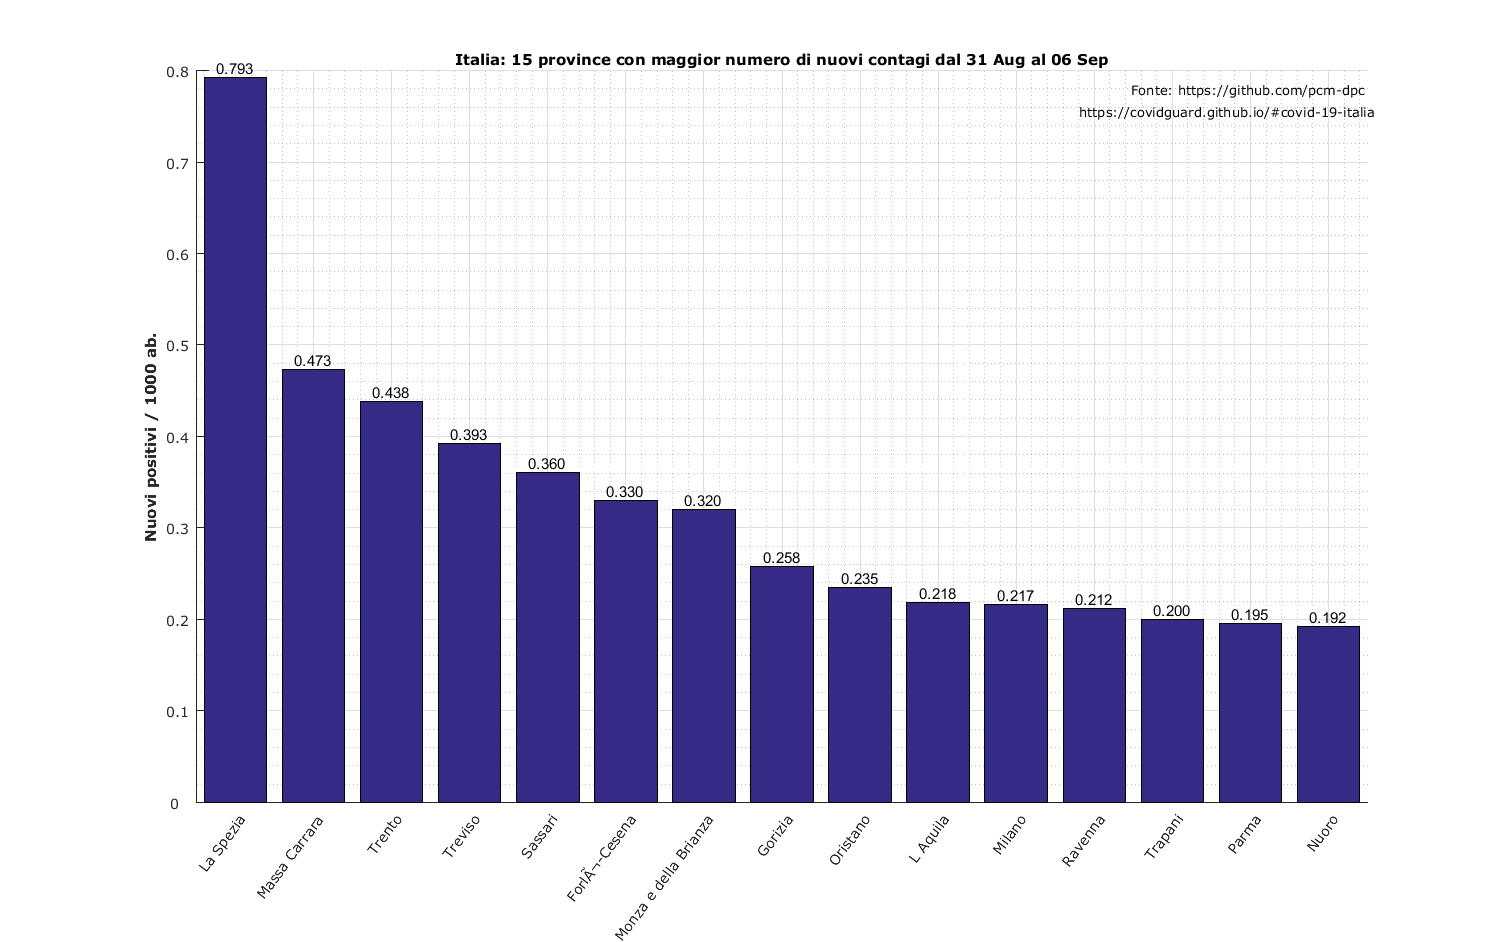 Italia: 15 province con maggior numero di nuovi contagi dal 31 Aug al 06 Sep
Fonte: https://github.com/pcm-dpc
https://covidguard.github.io/#covid-19-italia
Nuovi positivi / 1000 ab.
0.8
0.7
0.6
0.5
0.4
0.3
0.2
0.1
0
0.793
0.473
0.438
0.393
0.360
0.330
0.320
0.258
0.235
0.218
0.217
0.212
0.200
0.195
0.192
La Spezia
Massa Carrara
Trento
Treviso
Sassari
ForlÃ¬-Cesena
Monza e della Brianza
Gorizia
Oristano
L Aquila
Milano
Ravenna
Trapani
Parma
Nuoro